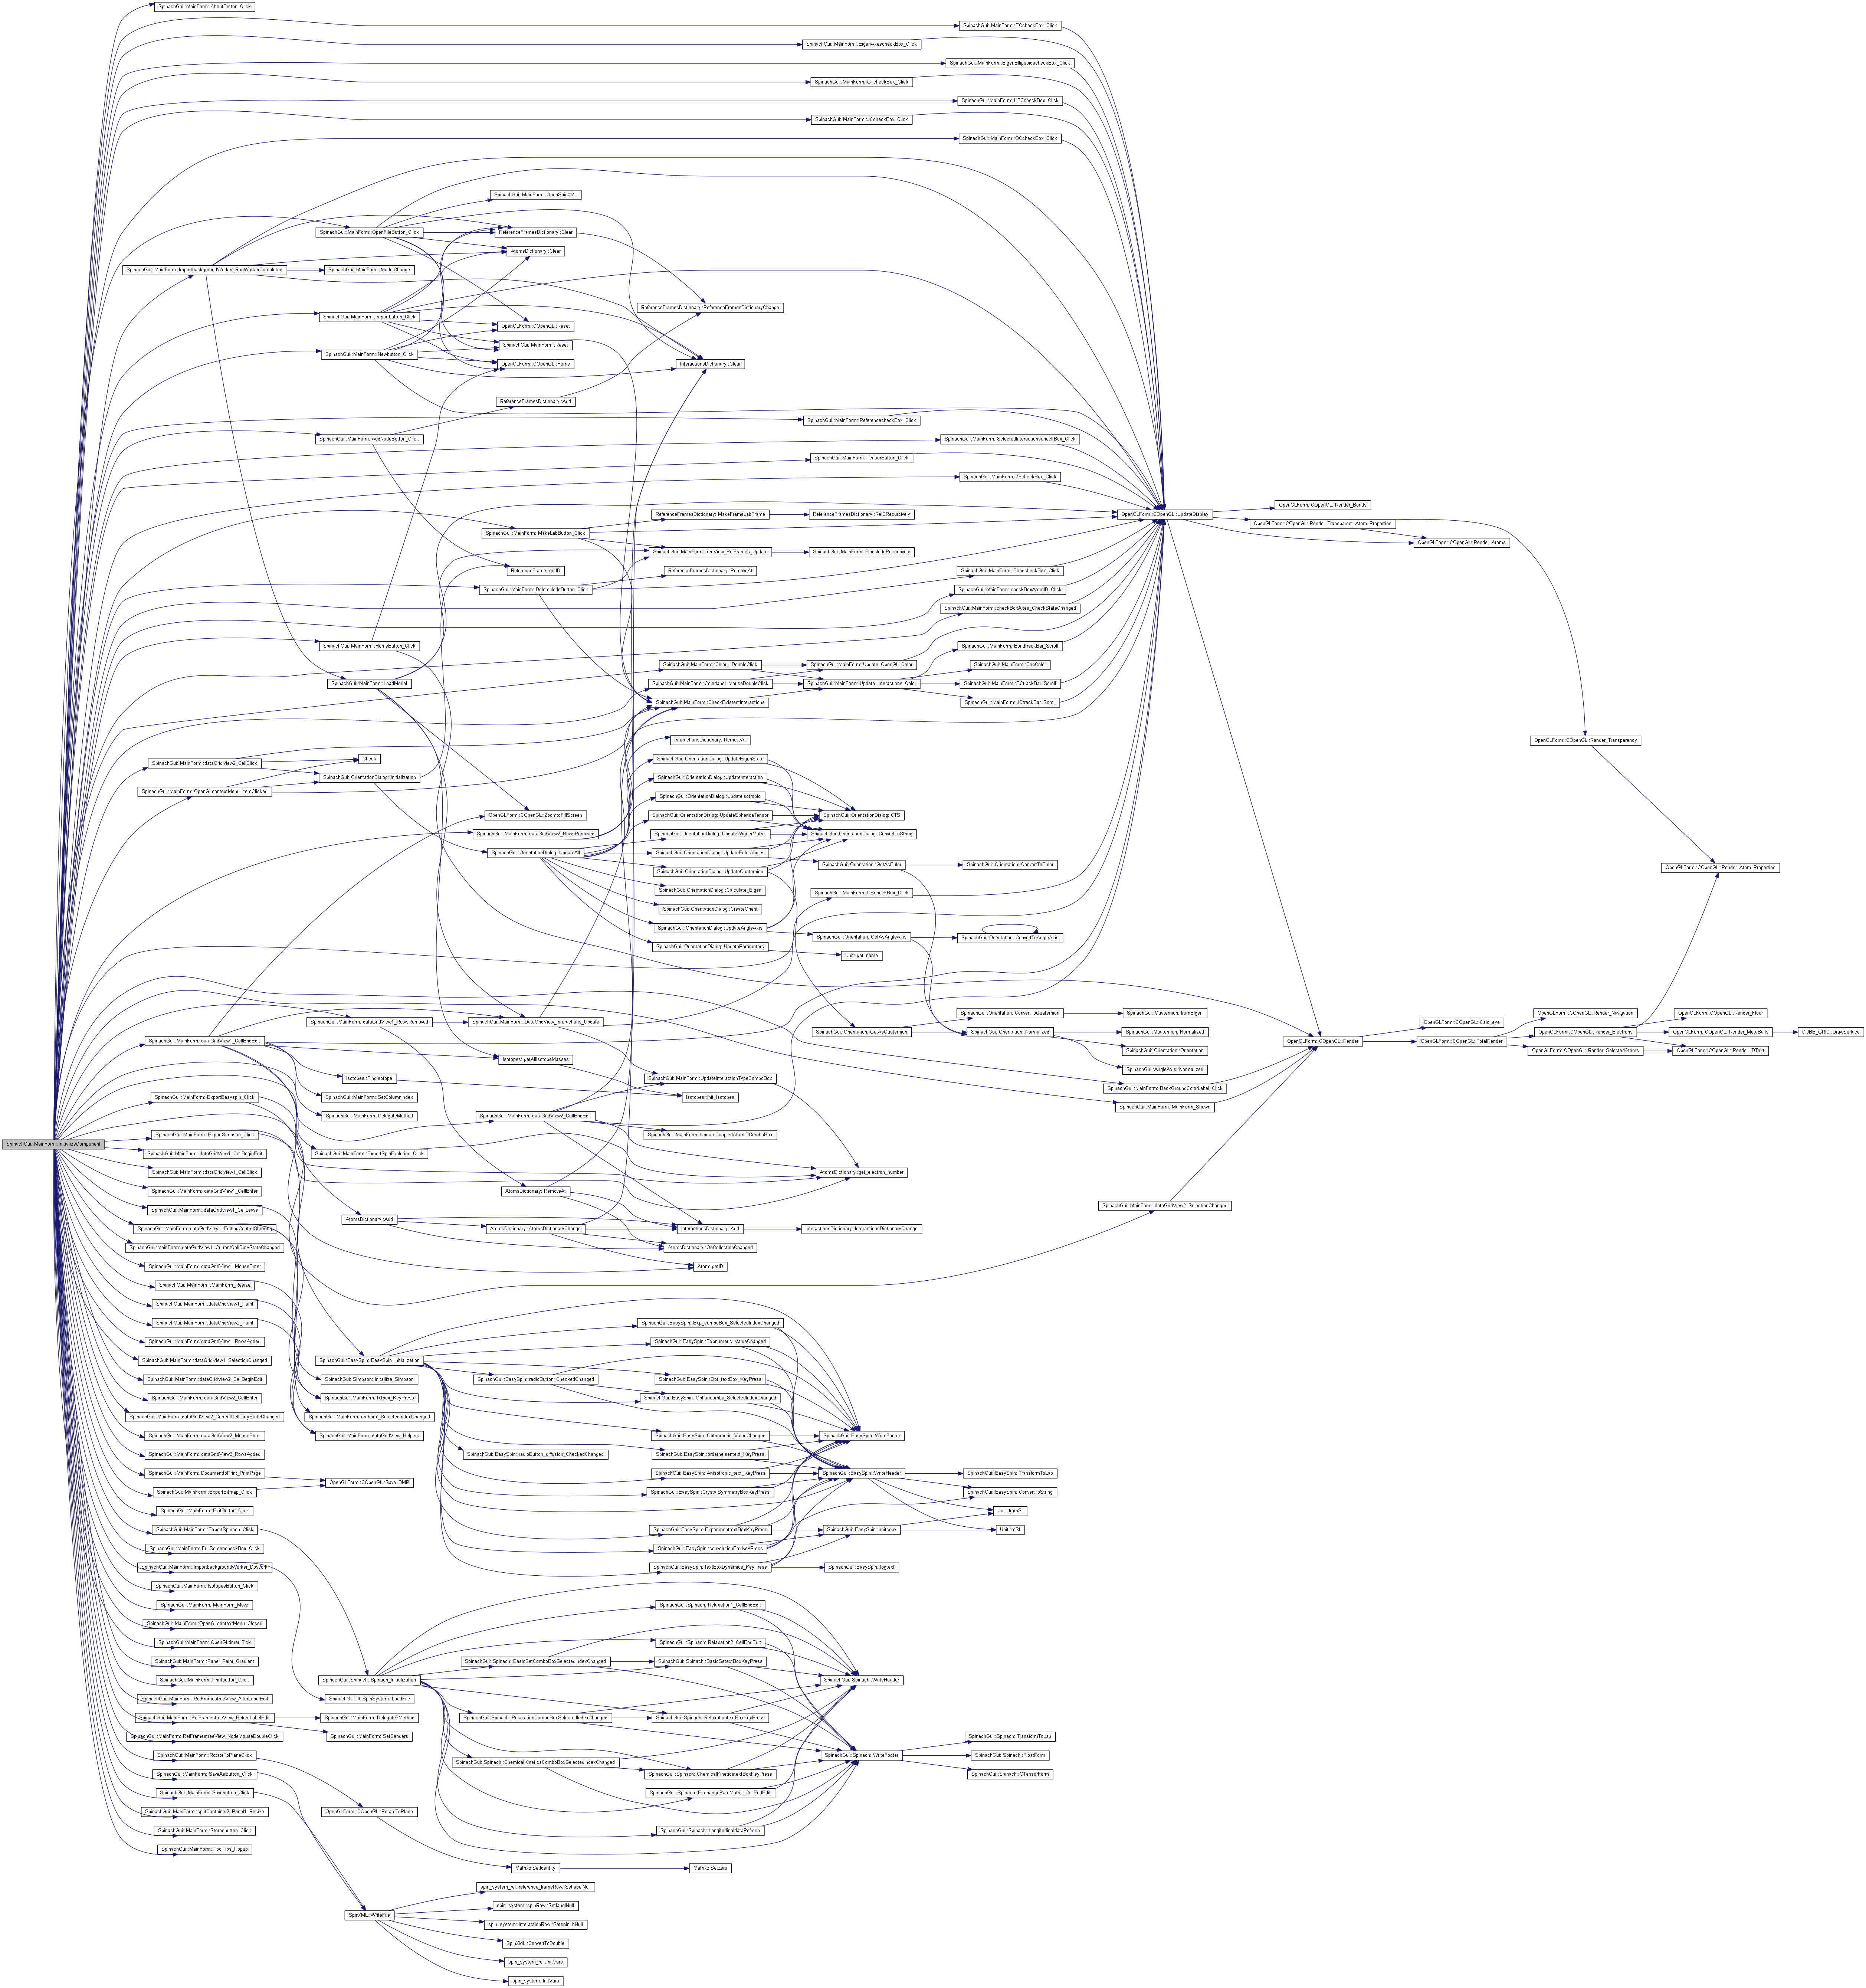 SpinachGui::MainForm::AboutButton_Click
SpinachGui::MainForm::ECcheckBox_Click
SpinachGui::MainForm::EigenAxescheckBox_Click
SpinachGui::MainForm::EigenEllipsoidscheckBox_Click
SpinachGui::MainForm::GTcheckBox_Click
SpinachGui::MainForm::HFCcheckBox_Click
SpinachGui::MainForm::JCcheckBox_Click
SpinachGui::MainForm::QCcheckBox_Click
SpinachGui::MainForm::OpenSpinXML
SpinachGui::MainForm::OpenFileButton_Click
ReferenceFramesDictionary::Clear
AtomsDictionary::Clear
SpinachGui::MainForm::ImportbackgroundWorker_RunWorkerCompleted
SpinachGui::MainForm::ModelChange
ReferenceFramesDictionary::ReferenceFramesDictionaryChange
SpinachGui::MainForm::Importbutton_Click
OpenGLForm::COpenGL::Reset
SpinachGui::MainForm::Reset
SpinachGui::MainForm::Newbutton_Click
OpenGLForm::COpenGL::Home
InteractionsDictionary::Clear
ReferenceFramesDictionary::Add
SpinachGui::MainForm::ReferencecheckBox_Click
SpinachGui::MainForm::AddNodeButton_Click
SpinachGui::MainForm::SelectedInteractionscheckBox_Click
SpinachGui::MainForm::TensorButton_Click
SpinachGui::MainForm::ZFcheckBox_Click
OpenGLForm::COpenGL::Render_Bonds
ReferenceFramesDictionary::MakeFrameLabFrame
ReferenceFramesDictionary::ReIDRecurcively
OpenGLForm::COpenGL::UpdateDisplay
OpenGLForm::COpenGL::Render_Transparent_Atom_Properties
SpinachGui::MainForm::MakeLabButton_Click
OpenGLForm::COpenGL::Render_Atoms
SpinachGui::MainForm::treeView_RefFrames_Update
SpinachGui::MainForm::FindNodeRecurcively
ReferenceFrame::getID
ReferenceFramesDictionary::RemoveAt
SpinachGui::MainForm::BondcheckBox_Click
SpinachGui::MainForm::DeleteNodeButton_Click
SpinachGui::MainForm::checkBoxAtomID_Click
SpinachGui::MainForm::checkBoxAxes_CheckStateChanged
SpinachGui::MainForm::HomeButton_Click
SpinachGui::MainForm::BondtrackBar_Scroll
SpinachGui::MainForm::Colour_DoubleClick
SpinachGui::MainForm::Update_OpenGL_Color
SpinachGui::MainForm::ConColor
SpinachGui::MainForm::LoadModel
SpinachGui::MainForm::Colorlabel_MouseDoubleClick
SpinachGui::MainForm::Update_Interactions_Color
SpinachGui::MainForm::ECtrackBar_Scroll
SpinachGui::MainForm::CheckExistentInteractions
SpinachGui::MainForm::JCtrackBar_Scroll
InteractionsDictionary::RemoveAt
OpenGLForm::COpenGL::Render_Transparency
SpinachGui::MainForm::dataGridView2_CellClick
Check
SpinachGui::OrientationDialog::UpdateEigenState
SpinachGui::OrientationDialog::Initialization
SpinachGui::OrientationDialog::UpdateInteraction
SpinachGui::MainForm::OpenGLcontextMenu_ItemClicked
SpinachGui::OrientationDialog::UpdateIsotropic
OpenGLForm::COpenGL::ZoomtoFillScreen
SpinachGui::OrientationDialog::UpdateSphericaTensor
SpinachGui::OrientationDialog::CTD
SpinachGui::MainForm::dataGridView2_RowsRemoved
SpinachGui::OrientationDialog::UpdateWignerMatrix
SpinachGui::OrientationDialog::ConvertToString
SpinachGui::OrientationDialog::UpdateAll
SpinachGui::OrientationDialog::UpdateEulerAngles
SpinachGui::Orientation::GetAsEuler
SpinachGui::Orientation::ConvertToEuler
SpinachGui::OrientationDialog::UpdateQuaternion
OpenGLForm::COpenGL::Render_Atom_Properties
SpinachGui::OrientationDialog::Calculate_Eigen
SpinachGui::MainForm::CScheckBox_Click
SpinachGui::OrientationDialog::CreateOrient
SpinachGui::OrientationDialog::UpdateAngleAxis
SpinachGui::Orientation::GetAsAngleAxis
SpinachGui::Orientation::ConvertToAngleAxis
SpinachGui::OrientationDialog::UpdateParameters
Unit::get_name
SpinachGui::Orientation::ConvertToQuaternion
SpinachGui::Quaternion::fromEigen
OpenGLForm::COpenGL::Render_Navigation
OpenGLForm::COpenGL::Render_Floor
SpinachGui::MainForm::dataGridView1_RowsRemoved
SpinachGui::MainForm::DataGridView_Interactions_Update
OpenGLForm::COpenGL::Calc_eye
SpinachGui::Orientation::GetAsQuaternion
SpinachGui::Orientation::Normalized
SpinachGui::Quaternion::Normalized
OpenGLForm::COpenGL::Render_Electrons
OpenGLForm::COpenGL::Render_MetaBalls
CUBE_GRID::DrawSurface
SpinachGui::MainForm::dataGridView1_CellEndEdit
OpenGLForm::COpenGL::Render
OpenGLForm::COpenGL::TotalRender
SpinachGui::Orientation::Orientation
OpenGLForm::COpenGL::Render_SelectedAtoms
OpenGLForm::COpenGL::Render_IDText
Isotopes::getAllIsotopeMasses
SpinachGui::AngleAxis::Normalized
Isotopes::FindIsotope
SpinachGui::MainForm::UpdateInteractionTypeComboBox
SpinachGui::MainForm::BackGroundColorLabel_Click
SpinachGui::MainForm::ExportEasyspin_Click
SpinachGui::MainForm::SetColumnIndex
Isotopes::Init_Isotopes
SpinachGui::MainForm::MainForm_Shown
SpinachGui::MainForm::DelegateMethod
SpinachGui::MainForm::dataGridView2_CellEndEdit
SpinachGui::MainForm::ExportSimpson_Click
SpinachGui::MainForm::UpdateCoupledAtomIDComboBox
SpinachGui::MainForm::InitializeComponent
SpinachGui::MainForm::dataGridView1_CellBeginEdit
SpinachGui::MainForm::ExportSpinEvolution_Click
SpinachGui::MainForm::dataGridView1_CellClick
AtomsDictionary::get_electron_number
SpinachGui::MainForm::dataGridView1_CellEnter
AtomsDictionary::RemoveAt
SpinachGui::MainForm::dataGridView2_SelectionChanged
SpinachGui::MainForm::dataGridView1_CellLeave
AtomsDictionary::Add
SpinachGui::MainForm::dataGridView1_EditingControlShowing
AtomsDictionary::AtomsDictionaryChange
InteractionsDictionary::Add
InteractionsDictionary::InteractionsDictionaryChange
SpinachGui::MainForm::dataGridView1_CurrentCellDirtyStateChanged
AtomsDictionary::OnCollectionChanged
SpinachGui::MainForm::dataGridView1_MouseEnter
Atom::getID
SpinachGui::MainForm::MainForm_Resize
SpinachGui::MainForm::dataGridView1_Paint
SpinachGui::MainForm::dataGridView2_Paint
SpinachGui::EasySpin::Exp_comboBox_SelectedIndexChanged
SpinachGui::MainForm::dataGridView1_RowsAdded
SpinachGui::EasySpin::Expnumeric_ValueChanged
SpinachGui::MainForm::dataGridView1_SelectionChanged
SpinachGui::EasySpin::EasySpin_Initialization
SpinachGui::MainForm::dataGridView2_CellBeginEdit
SpinachGui::Simpson::Initialize_Simpson
SpinachGui::EasySpin::radioButton_CheckedChanged
SpinachGui::EasySpin::Opt_textBox_KeyPress
SpinachGui::MainForm::dataGridView2_CellEnter
SpinachGui::MainForm::txtbox_KeyPress
SpinachGui::EasySpin::Optioncombo_SelectedIndexChanged
SpinachGui::MainForm::dataGridView2_CurrentCellDirtyStateChanged
SpinachGui::MainForm::cmbbox_SelectedIndexChanged
SpinachGui::MainForm::dataGridView2_MouseEnter
SpinachGui::MainForm::dataGridView_Helpers
SpinachGui::EasySpin::Optnumeric_ValueChanged
SpinachGui::EasySpin::WriteFooter
SpinachGui::MainForm::dataGridView2_RowsAdded
SpinachGui::EasySpin::radioButton_diffusion_CheckedChanged
SpinachGui::EasySpin::orderhensentext_KeyPress
SpinachGui::MainForm::DocumenttoPrint_PrintPage
SpinachGui::EasySpin::Anisotropic_text_KeyPress
SpinachGui::EasySpin::WriteHeader
SpinachGui::EasySpin::TransformToLab
OpenGLForm::COpenGL::Save_BMP
SpinachGui::MainForm::ExportBitmap_Click
SpinachGui::EasySpin::CrystalSymmetryBoxKeyPress
SpinachGui::EasySpin::ConvertToString
SpinachGui::MainForm::ExitButton_Click
Unit::fromSI
SpinachGui::MainForm::ExportSpinach_Click
SpinachGui::EasySpin::ExperimenttextBoxKeyPress
SpinachGui::EasySpin::unitconv
Unit::toSI
SpinachGui::MainForm::FullScreencheckBox_Click
SpinachGui::EasySpin::convolutionBoxKeyPress
SpinachGui::MainForm::ImportbackgroundWorker_DoWork
SpinachGui::EasySpin::textBoxDynamics_KeyPress
SpinachGui::EasySpin::logtext
SpinachGui::MainForm::IsotopesButton_Click
SpinachGui::MainForm::MainForm_Move
SpinachGui::Spinach::Relaxation1_CellEndEdit
SpinachGui::MainForm::OpenGLcontextMenu_Closed
SpinachGui::MainForm::OpenGLtimer_Tick
SpinachGui::Spinach::Relaxation2_CellEndEdit
SpinachGui::MainForm::Panel_Paint_Gradient
SpinachGui::Spinach::BasicSetComboBoxSelectedIndexChanged
SpinachGui::Spinach::BasicSetextBoxKeyPress
SpinachGui::MainForm::Printbutton_Click
SpinachGui::Spinach::Spinach_Initialization
SpinachGui::Spinach::WriteHeader
SpinachGui::MainForm::RefFramestreeView_AfterLabelEdit
SpinachGUI::IOSpinSystem::LoadFile
SpinachGui::MainForm::RefFramestreeView_BeforeLabelEdit
SpinachGui::MainForm::Delegate3Method
SpinachGui::Spinach::RelaxationComboBoxSelectedIndexChanged
SpinachGui::Spinach::RelaxationtextBoxKeyPress
SpinachGui::MainForm::RefFramestreeView_NodeMouseDoubleClick
SpinachGui::MainForm::SetSenders
SpinachGui::Spinach::TransformToLab
SpinachGui::MainForm::RotateToPlaneClick
SpinachGui::Spinach::ChemicalKineticsComboBoxSelectedIndexChanged
SpinachGui::Spinach::WriteFooter
SpinachGui::Spinach::FloatForm
SpinachGui::MainForm::SaveAsButton_Click
SpinachGui::Spinach::ChemicalKineticstextBoxKeyPress
SpinachGui::Spinach::GTensorForm
SpinachGui::MainForm::Savebutton_Click
SpinachGui::Spinach::ExchangeRateMatrix_CellEndEdit
SpinachGui::MainForm::splitContainer2_Panel1_Resize
OpenGLForm::COpenGL::RotateToPlane
SpinachGui::MainForm::Stereobutton_Click
SpinachGui::Spinach::LongitudinaldataRefresh
SpinachGui::MainForm::ToolTips_Popup
Matrix3fSetIdentity
Matrix3fSetZero
spin_system_ref::reference_frameRow::SetlabelNull
spin_system::spinRow::SetlabelNull
SpinXML::WriteFile
spin_system::interactionRow::Setspin_bNull
SpinXML::ConvertToDouble
spin_system_ref::InitVars
spin_system::InitVars